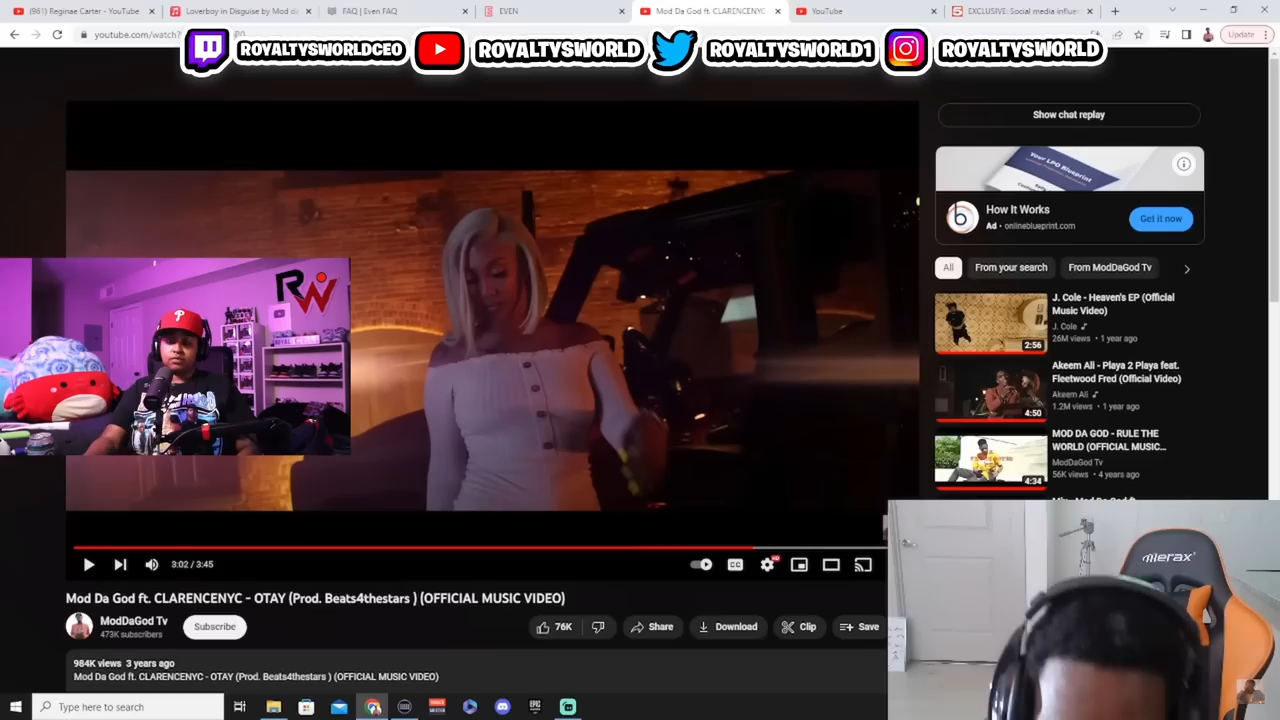 (961) Reginae Carter - YouTube
Loverboy in Disguise by Mod d
FAQ | Even FAQ
EVEN
Mod Da God ft. CLARENCENYC
YouTube
EXCLUSIVE: Social media influe
youtube.com/watch?
Update
ROYALTYSWORLDCEO
ROYALTYSWORLD
ROYALTYSWORLD1
ROYALTYSWORLD
Show chat replay
Your LPO Blueprint
How It Works
Ad • onlineblueprint.com
Get it now
All
From your search
From ModDaGod Tv
J. Cole - Heaven's EP (Official
Music Video)
J. Cole
26M views • 1 year ago
2:56
Akeem Ali - Playa 2 Playa feat.
Fleetwood Fred (Official Video)
Akeem Ali
1.2M views • 1 year ago
4:50
MOD DA GOD - RULE THE
WORLD (OFFICIAL MUSIC...
ModDaGod Tv
56K views • 4 years ago
4:34
RW
P
merax
3:02 / 3:45
CC
HD
Mod Da God ft. CLARENCENYC - OTAY (Prod. Beats4thestars ) (OFFICIAL MUSIC VIDEO)
ModDaGod Tv
473K subscribers
Subscribe
76K
Share
Download
Clip
Save
984K views 3 years ago
Mod Da God ft. CLARENCENYC - OTAY (Prod. Beats4thestars ) (OFFICIAL MUSIC VIDEO)
Type here to search
EPIC